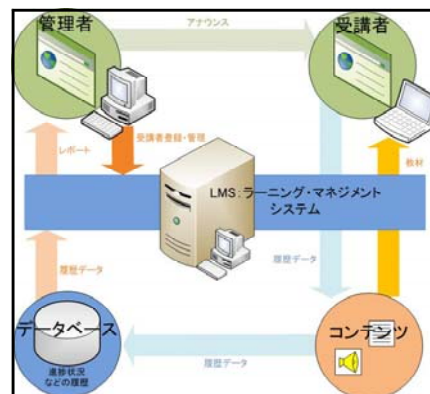 管理者
アナウンス
受講者
レポート
受講者登録・管理
教材
LMS:ラーニング・マネジメント
システム
履歴データ
履歴データ
データベース
進捗状況
などの履歴
コンテンツ
履歴データ